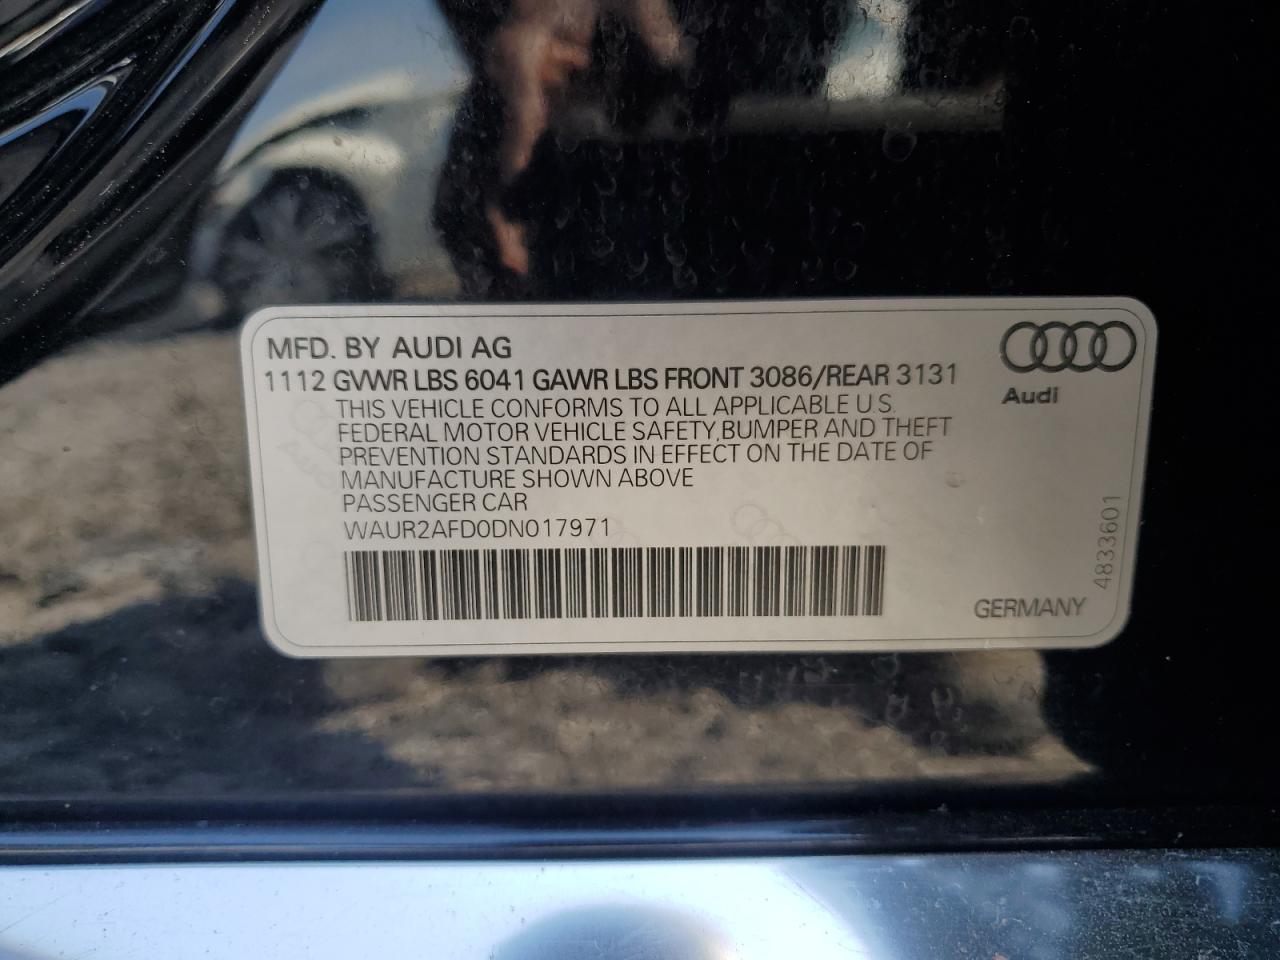 MFD. BY AUDI AG
1112 GVWR LBS 6041 GAWR LBS FRONT 3086/REAR 3131
THIS VEHICLE CONFORMS TO ALL APPLICABLE U.S.
FEDERAL MOTOR VEHICLE SAFETY,BUMPER AND THEFT
PREVENTION STANDARDS IN EFFECT ON THE DATE OF
MANUFACTURE SHOWN ABOVE
PASSENGER CAR
WAUR2AFD0DN017971
Audi
4833601
GERMANY